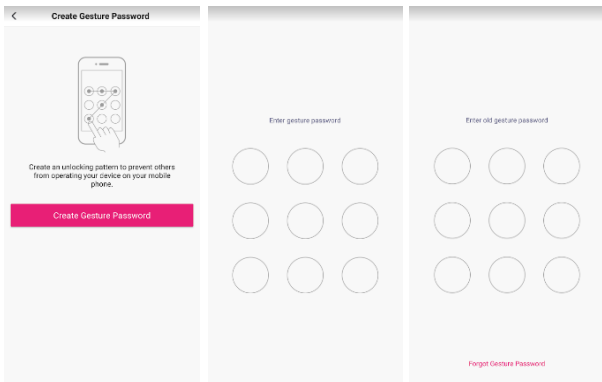 Create Gesture Password
Create an unlocking pattern to prevent others
from operating your device on your mobile
phone.
Create Gesture Password
Enter gesture password
Enter old gesture password
Forgot Gesture Password